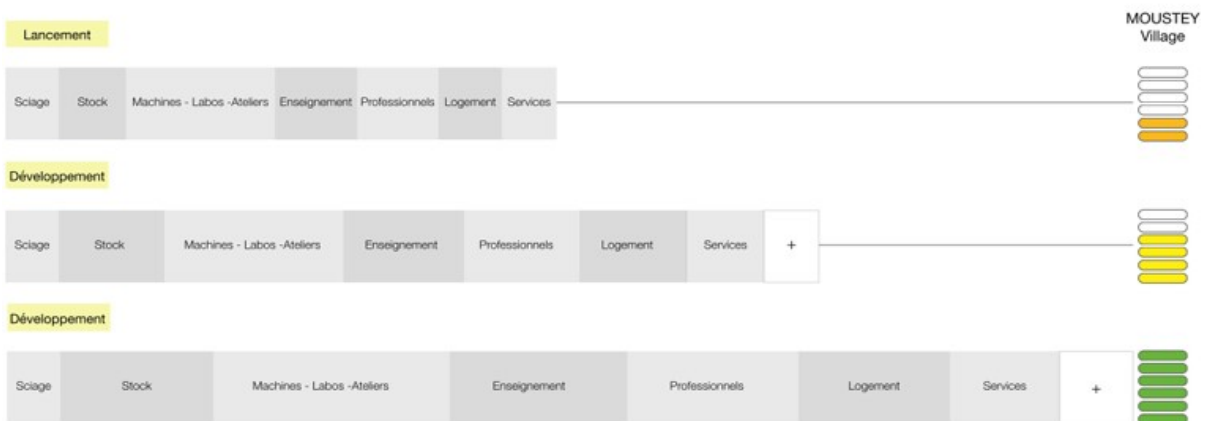 Lancement
MOUSTEY
Village
Sciage Stock Machines - Labos -Ateliers Enseignement Professionnels Logement Services
Développement
Sciage Stock Machines - Labos -Ateliers Enseignement Professionnels Logement Services +
Développement
Sciage Stock Machines - Labos -Ateliers Enseignement Professionnels Logement Services +